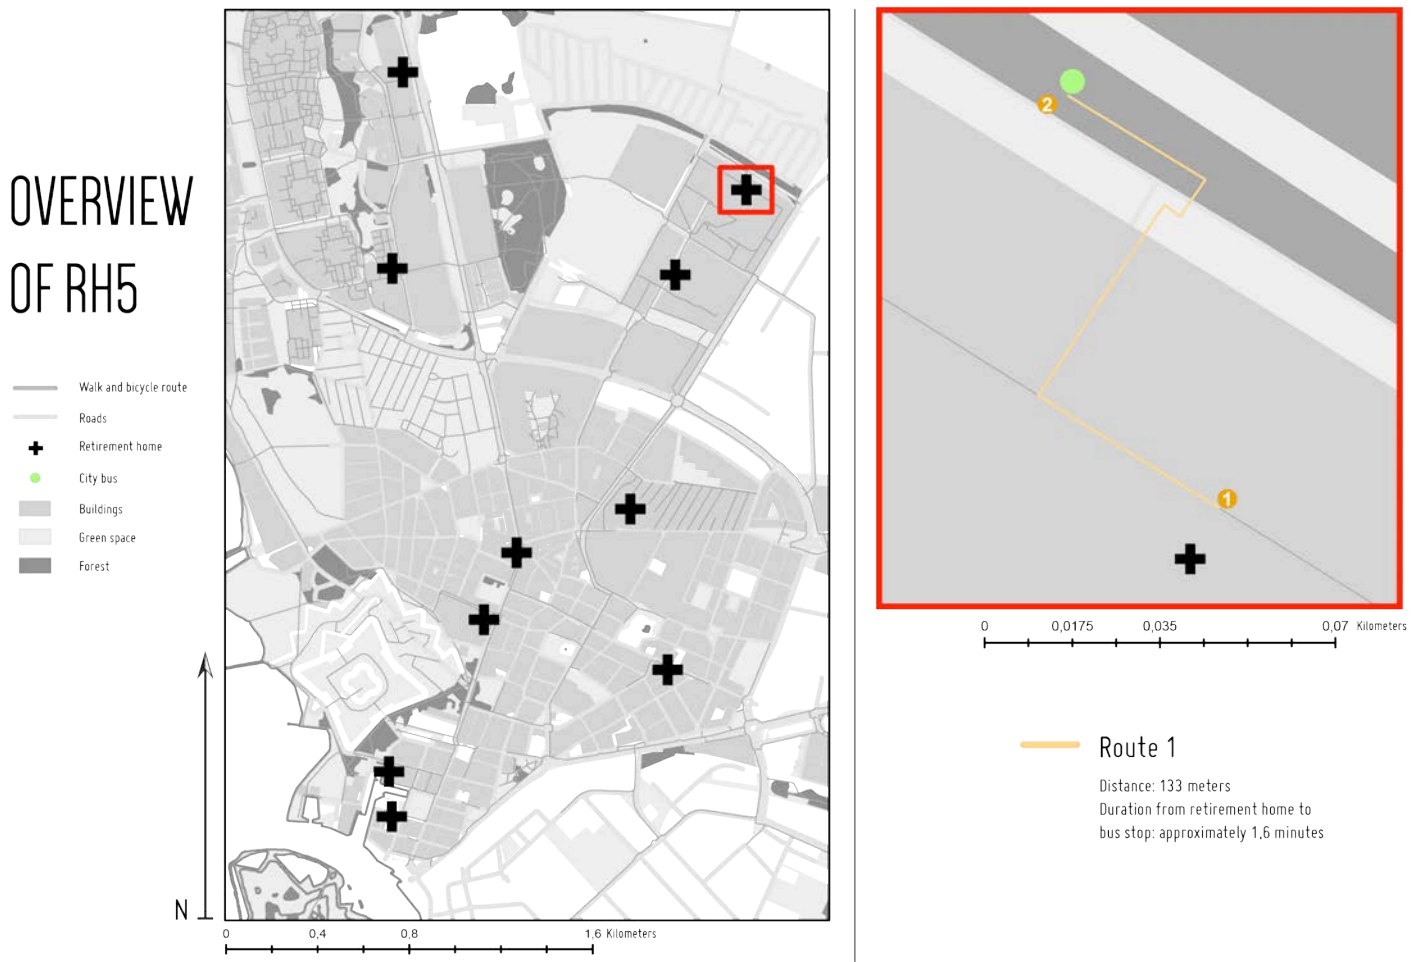 OVERVIEW
OF RH5
Walk and bicycle route
Roads
Retirement home
City bus
Buildings
Green space
Forest
N
0 0,4 0,8 1,6 Kilometers
2
1
0 0,0175 0,035 0,07 Kilometers
Route 1
Distance: 133 meters
Duration from retirement home to
bus stop: approximately 1,6 minutes